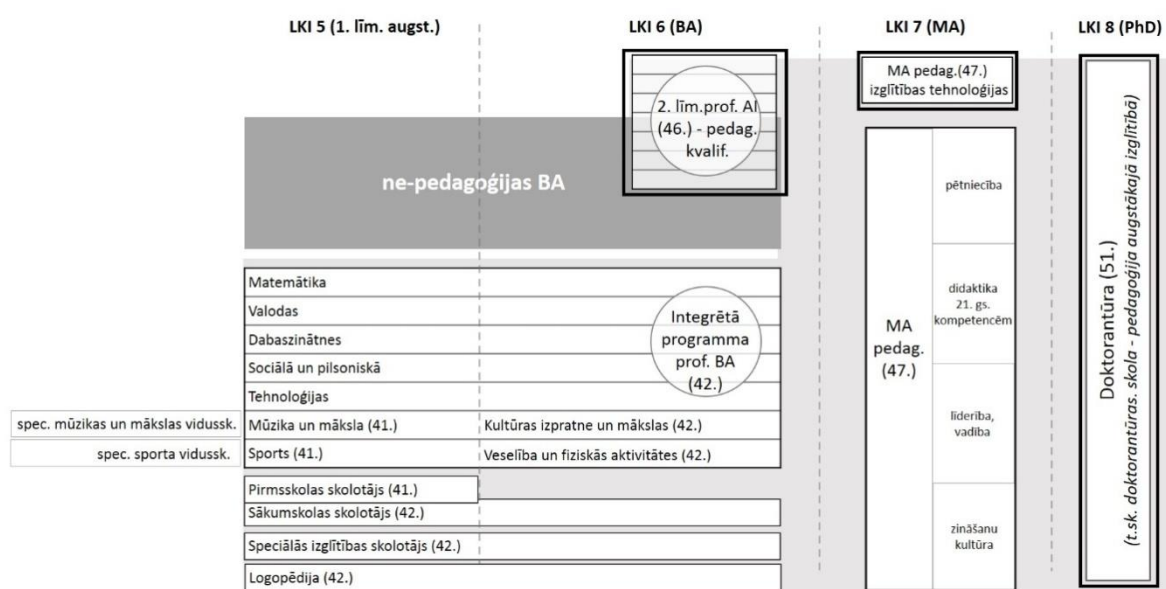 LKI 5 (1. līm. augst.)
LKI 6 (BA)
LKI 7 (MA)
LKI 8 (PhD)
2. līm.prof. AI
(46.) - pedag.
kvalif.
ne-pedagoģijas BA
Matemātika
Valodas
Dabaszinātnes
Sociālā un pilsoniskā
Tehnoloģijas
spec. mūzikas un mākslas vidussk.
Mūzika un māksla (41.)
Kultūras izpratne un mākslas (42.)
spec. sporta vidussk.
Sports (41.)
Veselība un fiziskās aktivitātes (42.)
Integrētā
programma
prof. BA
(42.)
Pirmsskolas skolotājs (41.)
Sākumskolas skolotājs (42.)
Speciālās izglītības skolotājs (42.)
Logopēdija (42.)
MA pedag.(47.)
izglītības tehnoloģijas
MA
pedag.
(47.)
pētniecība
didaktika
21. gs.
kompetencēm
līderība,
vadība
zināšanu
kultūra
Doktorantūra (51.)
(t.sk. doktorantūras. skola - pedagoģija augstākajā izglītībā)